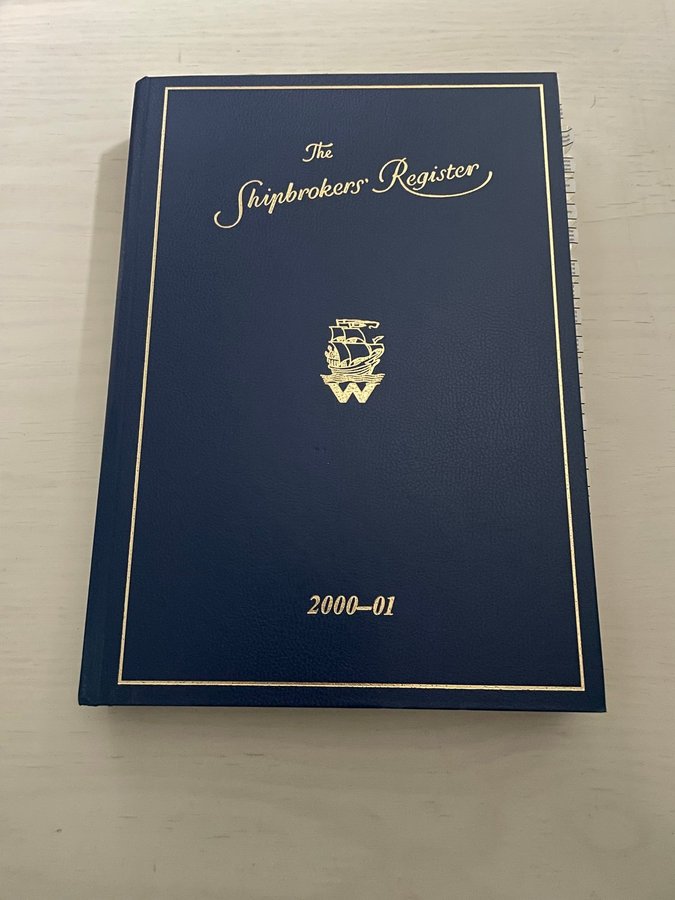 The
Shipbrokers' Register
W
2000–01